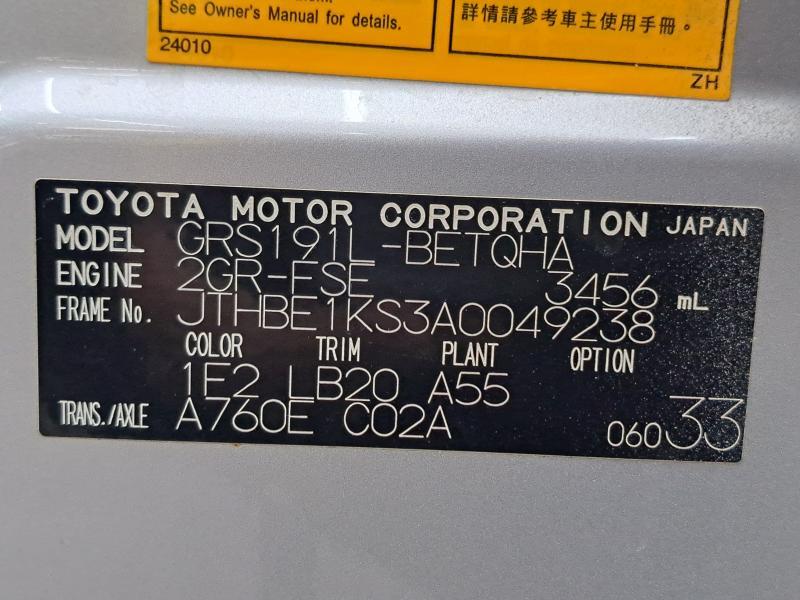 See Owner's Manual for details.
24010
詳情請參考車主使用手冊。
ZH
TOYOTA MOTOR CORPORATION JAPAN
MODEL GRS191L-BETQHA
ENGINE 2GR-FSE 3456 mL
FRAME No. JTHBE1KS3A0049238
COLOR TRIM PLANT OPTION
1E2 LB20 A55
TRANS./AXLE A760E C02A 060 33